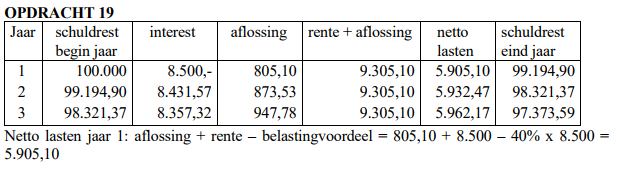 OPDRACHT 19
Jaar schuldrest interest aflossing rente + aflossing netto schuldrest
begin jaar lasten eind jaar
1 100.000 8.500,- 805,10 9.305,10 5.905,10 99.194,90
2 99.194,90 8.431,57 873,53 9.305,10 5.932,47 98.321,37
3 98.321,37 8.357,32 947,78 9.305,10 5.962,17 97.373,59
Netto lasten jaar 1: aflossing + rente – belastingvoordeel = 805,10 + 8.500 – 40% x 8.500 =
5.905,10